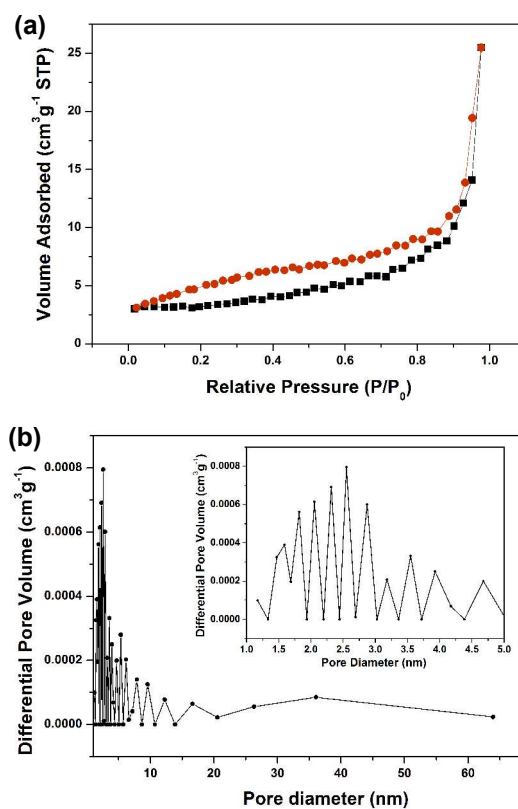 (a)
Volume Adsorbed (cm³g⁻¹ STP)
25
20
15
10
5
0
0.0 0.2 0.4 0.6 0.8 1.0
Relative Pressure (P/P₀)
(b)
Differential Pore Volume (cm³g⁻¹)
0.0008
0.0006
0.0004
0.0002
0.0000
10 20 30 40 50 60
Pore diameter (nm)
Differential Pore Volume (cm³g⁻¹)
0.0008
0.0006
0.0004
0.0002
0.0000
1.0 1.5 2.0 2.5 3.0 3.5 4.0 4.5 5.0
Pore Diameter (nm)